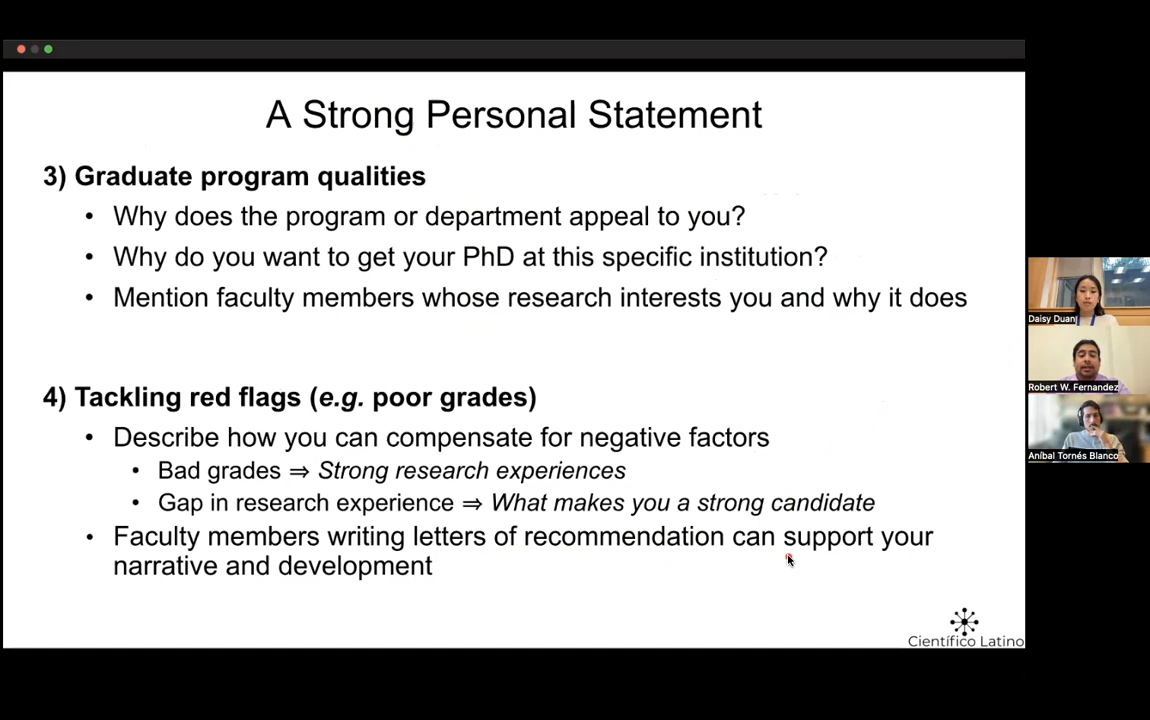 A Strong Personal Statement
3) Graduate program qualities
• Why does the program or department appeal to you?
• Why do you want to get your PhD at this specific institution?
• Mention faculty members whose research interests you and why it does
4) Tackling red flags (e.g. poor grades)
• Describe how you can compensate for negative factors
• Bad grades ⇒ Strong research experiences
• Gap in research experience ⇒ What makes you a strong candidate
• Faculty members writing letters of recommendation can support your
narrative and development
Científico Latino
Daisy Duan
Robert W. Fernandez
Aníbal Tornés Blanco